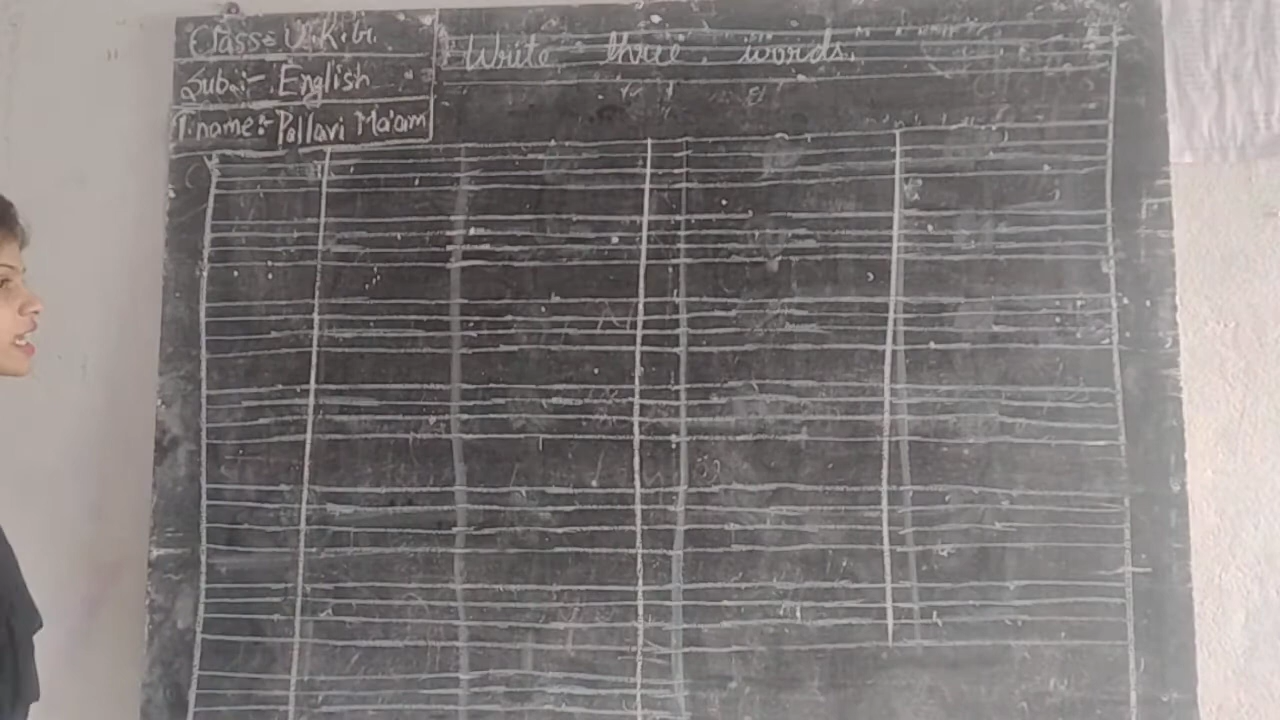 Class:- U.K.G.
Sub:- English
T.name:- Pallavi Ma'am
Write three words.